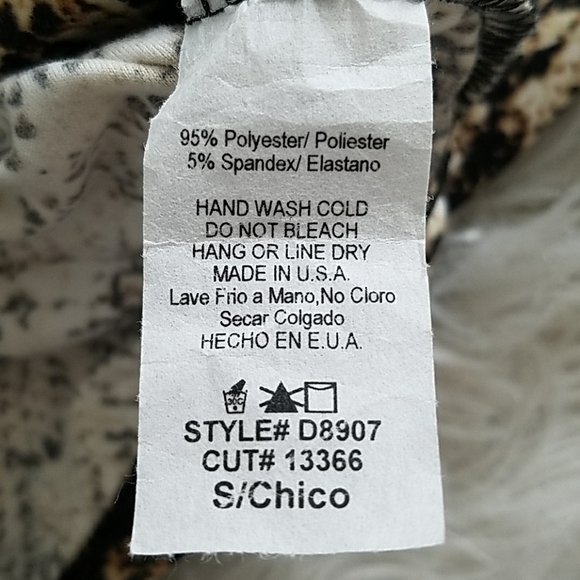 95% Polyester/ Poliester
5% Spandex/ Elastano
HAND WASH COLD
DO NOT BLEACH
HANG OR LINE DRY
MADE IN U.S.A.
Lave Frio a Mano,No Cloro
Secar Colgado
HECHO EN E.U.A.
30C
STYLE# D8907
CUT# 13366
S/Chico